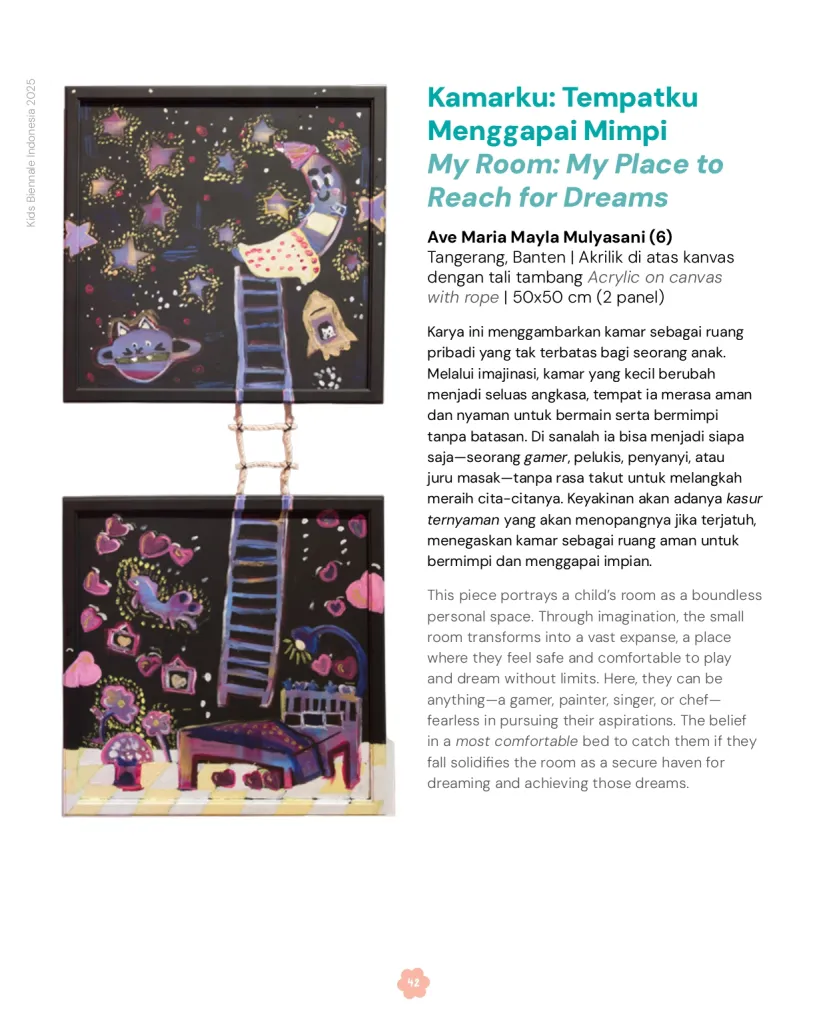 Kids Biennale Indonesia 2025
Kamarku: Tempatku
Menggapai Mimpi
My Room: My Place to
Reach for Dreams
Ave Maria Mayla Mulyasani (6)
Tangerang, Banten | Akrilik di atas kanvas
dengan tali tambang Acrylic on canvas
with rope | 50x50 cm (2 panel)
Karya ini menggambarkan kamar sebagai ruang
pribadi yang tak terbatas bagi seorang anak.
Melalui imajinasi, kamar yang kecil berubah
menjadi seluas angkasa, tempat ia merasa aman
dan nyaman untuk bermain serta bermimpi
tanpa batasan. Di sanalah ia bisa menjadi siapa
saja—seorang gamer, pelukis, penyanyi, atau
juru masak—tanpa rasa takut untuk melangkah
meraih cita-citanya. Keyakinan akan adanya kasur
ternyaman yang akan menopangnya jika terjatuh,
menegaskan kamar sebagai ruang aman untuk
bermimpi dan menggapai impian.
This piece portrays a child's room as a boundless
personal space. Through imagination, the small
room transforms into a vast expanse, a place
where they feel safe and comfortable to play
and dream without limits. Here, they can be
anything—a gamer, painter, singer, or chef—
fearless in pursuing their aspirations. The belief
in a most comfortable bed to catch them if they
fall solidifies the room as a secure haven for
dreaming and achieving those dreams.
42